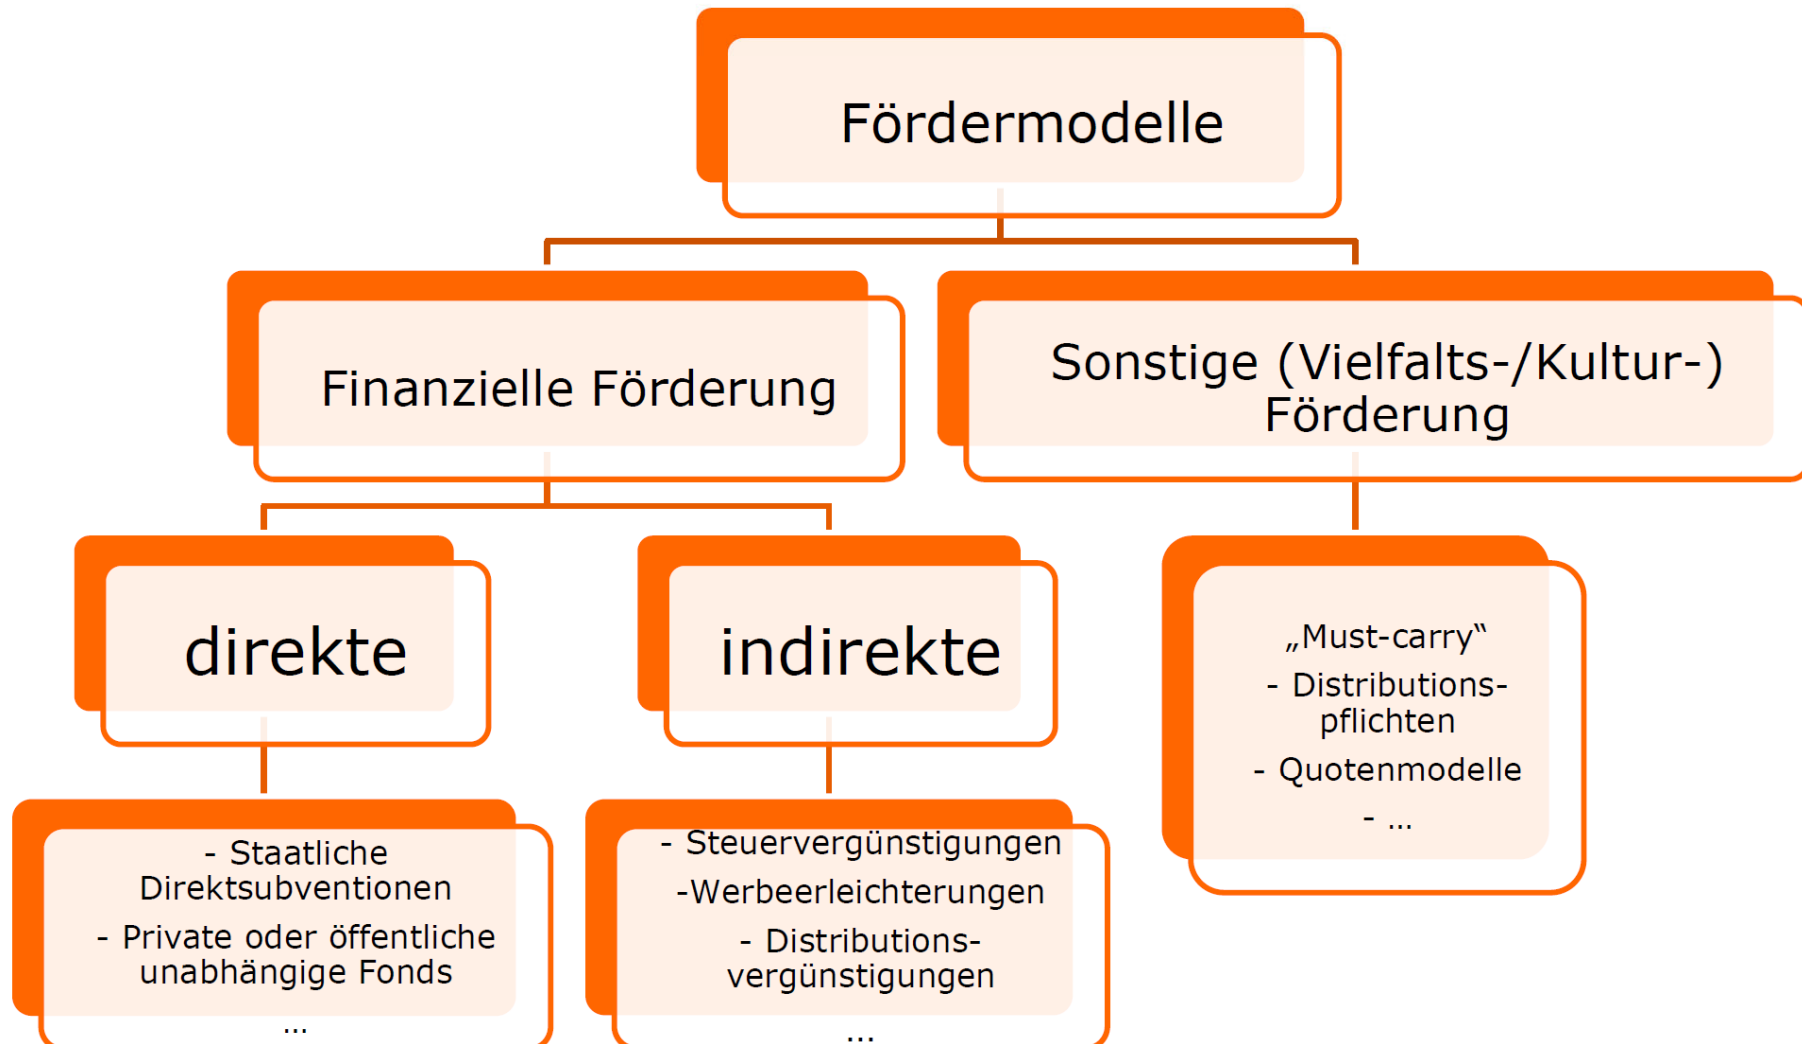 Fördermodelle
Finanzielle Förderung
Sonstige (Vielfalts-/Kultur-)
Förderung
direkte
indirekte
„Must-carry“
- Distributions-
pflichten
- Quotenmodelle
- ...
- Staatliche
Direktsubventionen
- Private oder öffentliche
unabhängige Fonds
...
- Steuervergünstigungen
-Werbeerleichterungen
- Distributions-
vergünstigungen
...